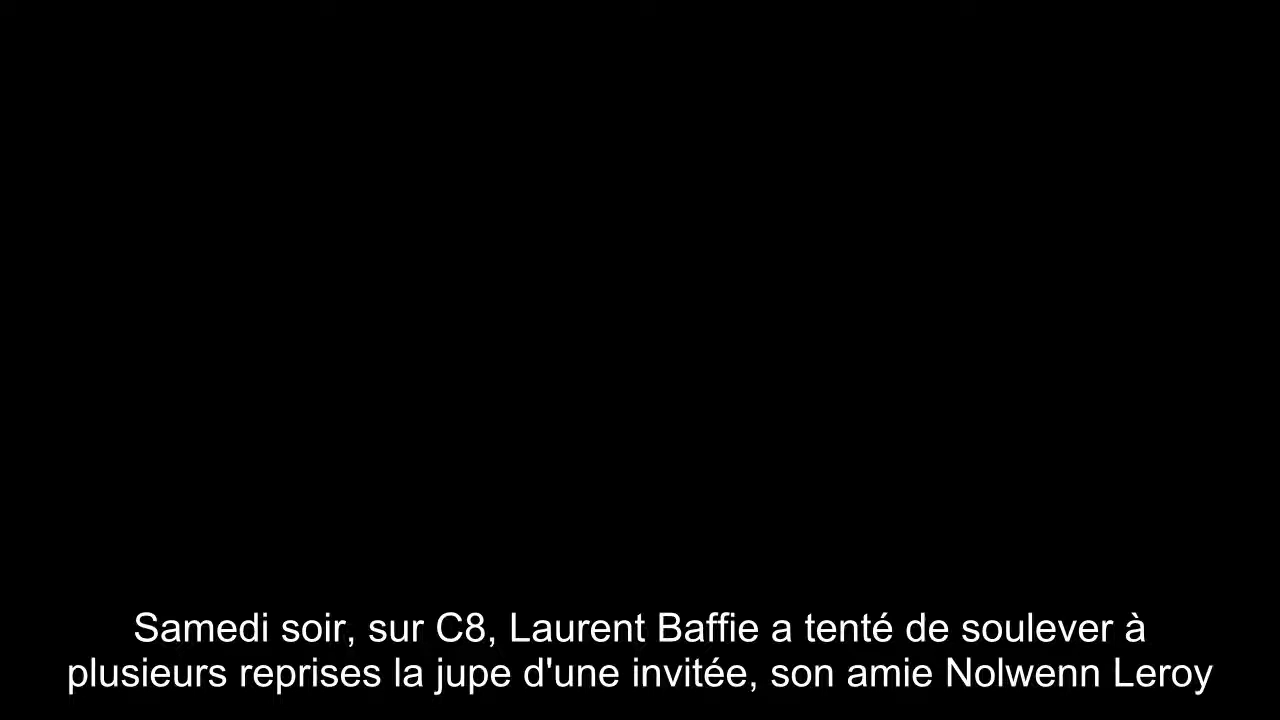 Samedi soir, sur C8, Laurent Baffie a tenté de soulever à
plusieurs reprises la jupe d'une invitée, son amie Nolwenn Leroy